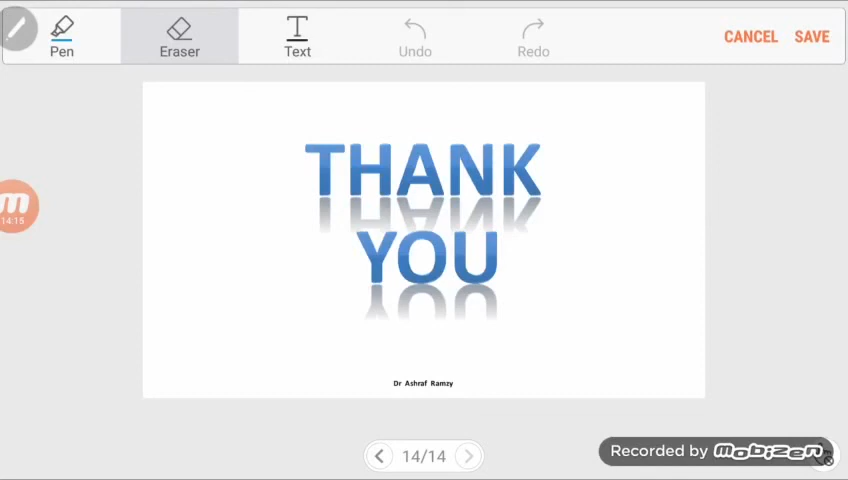 Pen
Eraser
Text
Undo
Redo
CANCEL
SAVE
14:15
THANK
YOU
Dr Ashraf Ramzy
14/14
Recorded by mobizen